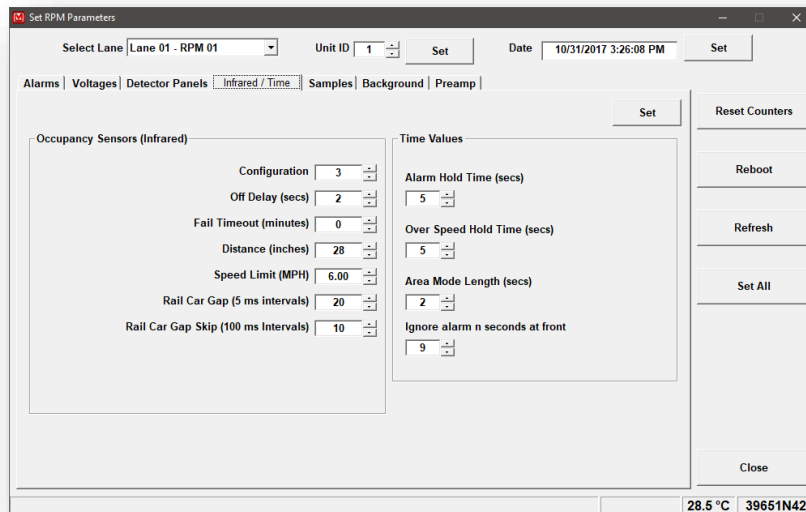 Set RPM Parameters
Select Lane Lane 01 - RPM 01 Unit ID 1 Set Date 10/31/2017 3:26:08 PM Set
Alarms Voltages Detector Panels Infrared / Time Samples Background Preamp
Set
Reset Counters
Reboot
Refresh
Set All
Close
Occupancy Sensors (Infrared)
Configuration 3
Off Delay (secs) 2
Fail Timeout (minutes) 0
Distance (inches) 28
Speed Limit (MPH) 6.00
Rail Car Gap (5 ms intervals) 20
Rail Car Gap Skip (100 ms Intervals) 10
Time Values
Alarm Hold Time (secs)
5
Over Speed Hold Time (secs)
5
Area Mode Length (secs)
2
Ignore alarm n seconds at front
9
28.5 °C 39651N42